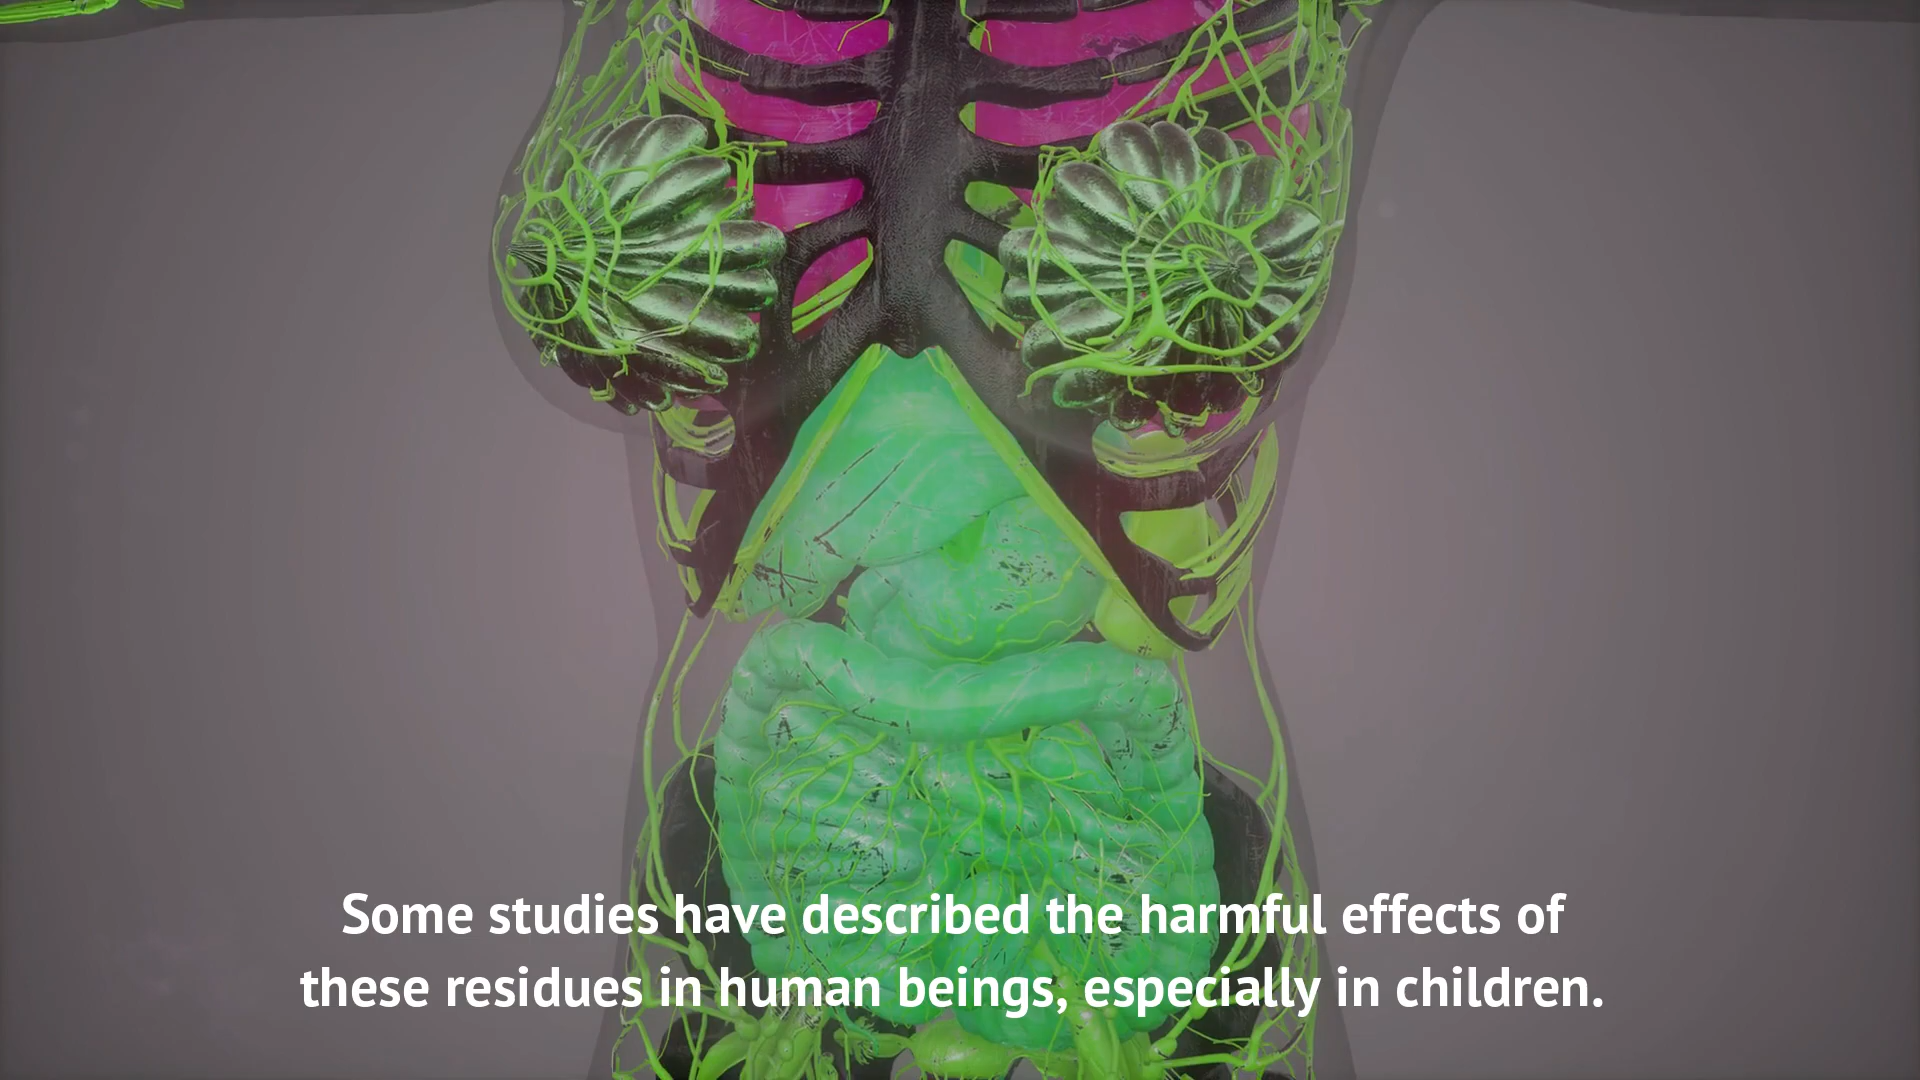 Some studies have described the harmful effects of
these residues in human beings, especially in children.